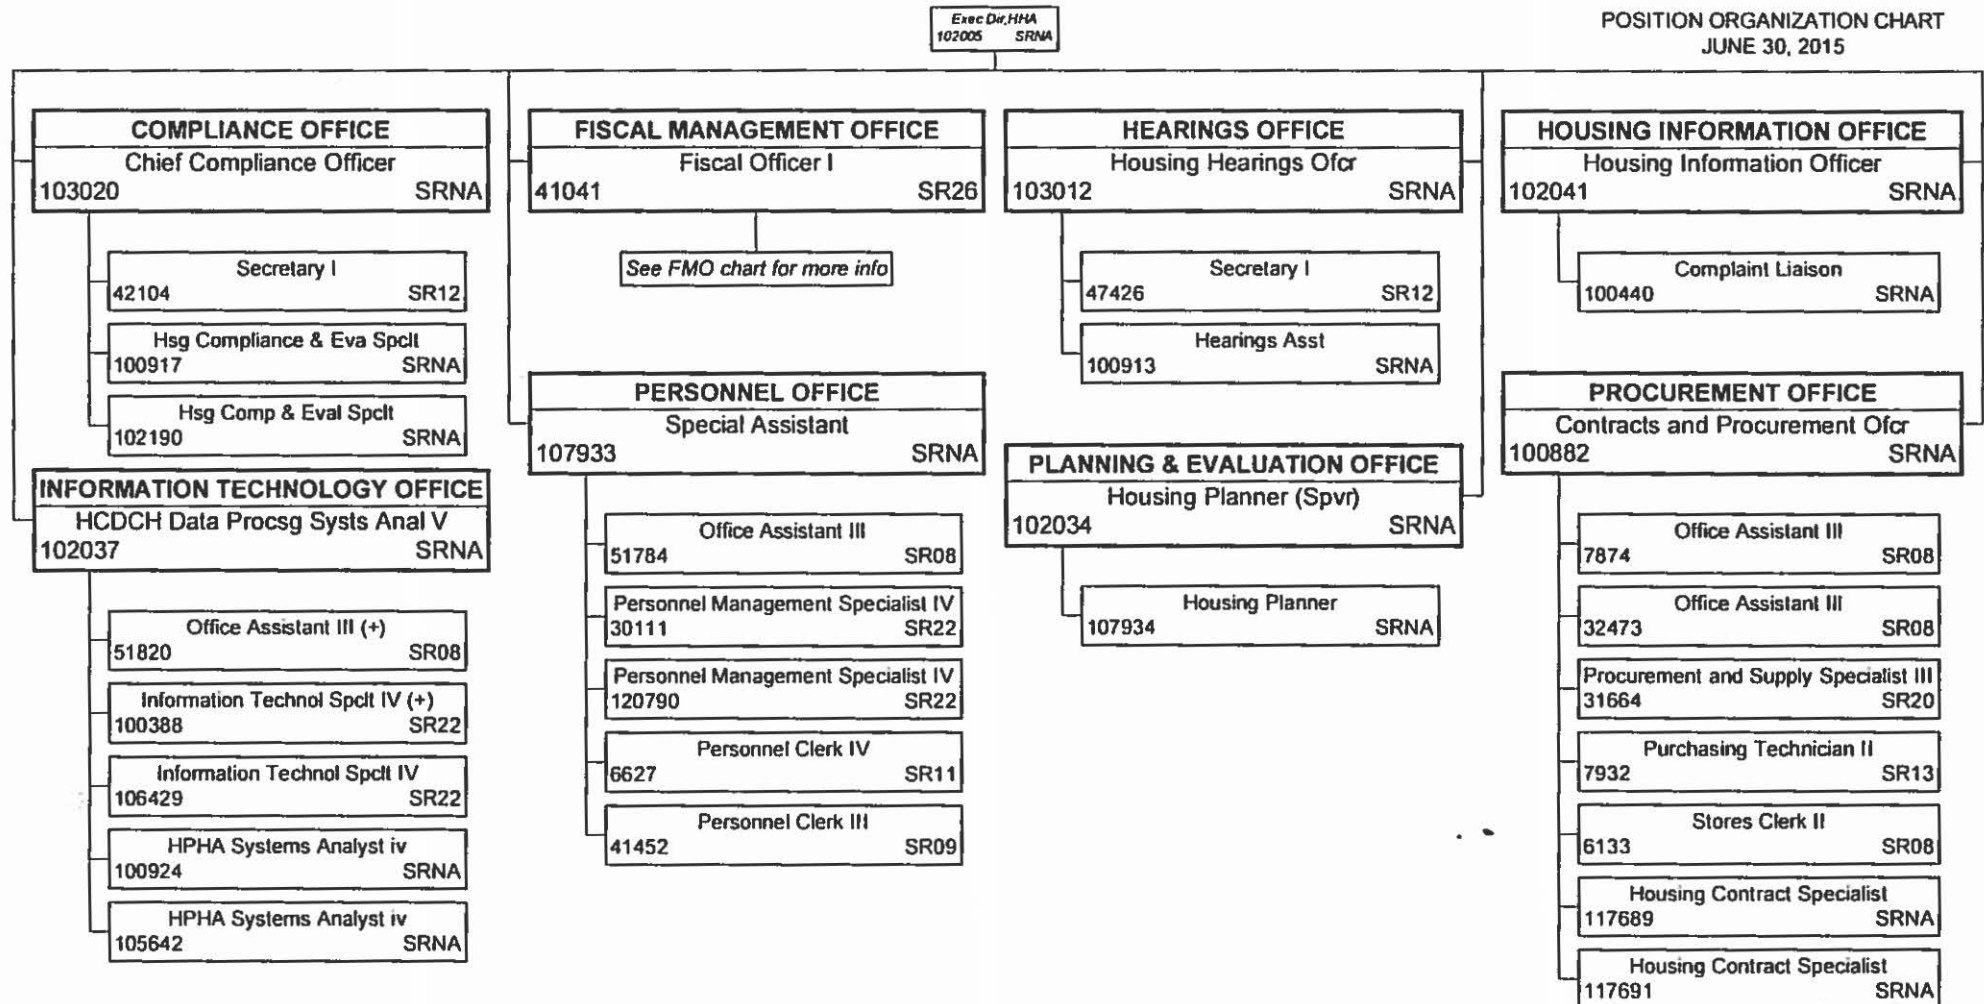 Exec Dir,HHA
102005 SRNA
POSITION ORGANIZATION CHART
JUNE 30, 2015
COMPLIANCE OFFICE
Chief Compliance Officer
103020 SRNA
Secretary I
42104 SR12
Hsg Compliance & Eva Spclt
100917 SRNA
Hsg Comp & Eval Spclt
102190 SRNA
INFORMATION TECHNOLOGY OFFICE
HCDCH Data Procsg Systs Anal V
102037 SRNA
Office Assistant III (+)
51820 SR08
Information Technol Spclt IV (+)
100388 SR22
Information Technol Spclt IV
106429 SR22
HPHA Systems Analyst iv
100924 SRNA
HPHA Systems Analyst iv
105642 SRNA
FISCAL MANAGEMENT OFFICE
Fiscal Officer I
41041 SR26
See FMO chart for more info
PERSONNEL OFFICE
Special Assistant
107933 SRNA
Office Assistant III
51784 SR08
Personnel Management Specialist IV
30111 SR22
Personnel Management Specialist IV
120790 SR22
Personnel Clerk IV
6627 SR11
Personnel Clerk III
41452 SR09
HEARINGS OFFICE
Housing Hearings Ofcr
103012 SRNA
Secretary I
47426 SR12
Hearings Asst
100913 SRNA
PLANNING & EVALUATION OFFICE
Housing Planner (Spvr)
102034 SRNA
Housing Planner
107934 SRNA
HOUSING INFORMATION OFFICE
Housing Information Officer
102041 SRNA
Complaint Liaison
100440 SRNA
PROCUREMENT OFFICE
Contracts and Procurement Ofcr
100882 SRNA
Office Assistant III
7874 SR08
Office Assistant III
32473 SR08
Procurement and Supply Specialist III
31664 SR20
Purchasing Technician II
7932 SR13
Stores Clerk II
6133 SR08
Housing Contract Specialist
117689 SRNA
Housing Contract Specialist
117691 SRNA